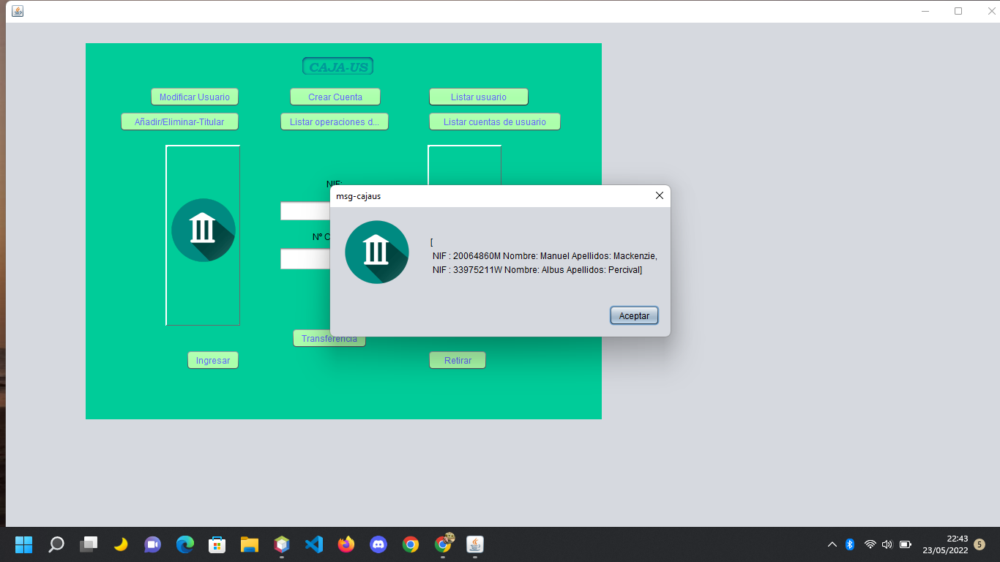 CAJA-US
Modificar Usuario
Crear Cuenta
Listar usuario
Añadir/Eliminar-Titular
Listar operaciones d...
Listar cuentas de usuario
NIF:
Nº C
msg-cajaus
[
NIF : 20064860M Nombre: Manuel Apellidos: Mackenzie,
NIF : 33975211W Nombre: Albus Apellidos: Percival]
Aceptar
Transferencia
Ingresar
Retirar
22:43
23/05/2022
5